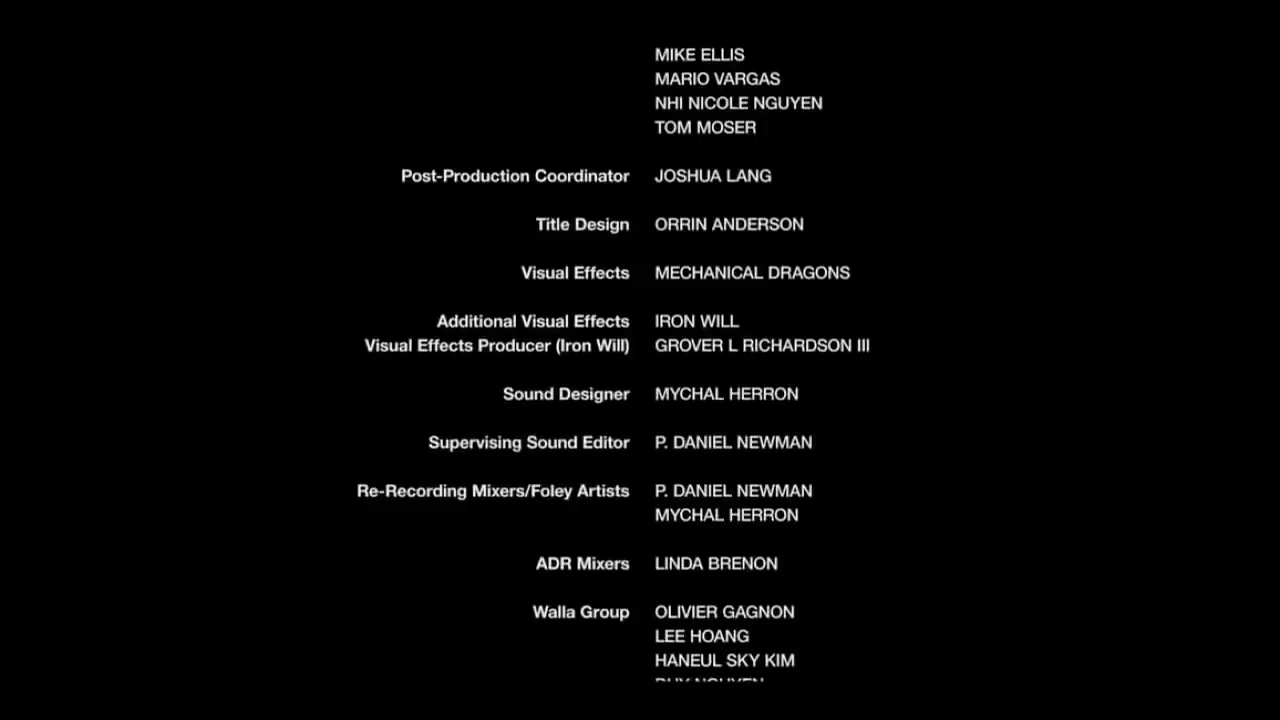 MIKE ELLIS
MARIO VARGAS
NHI NICOLE NGUYEN
TOM MOSER
Post-Production Coordinator JOSHUA LANG
Title Design ORRIN ANDERSON
Visual Effects MECHANICAL DRAGONS
Additional Visual Effects IRON WILL
Visual Effects Producer (Iron Will) GROVER L RICHARDSON III
Sound Designer MYCHAL HERRON
Supervising Sound Editor P. DANIEL NEWMAN
Re-Recording Mixers/Foley Artists P. DANIEL NEWMAN
MYCHAL HERRON
ADR Mixers LINDA BRENON
Walla Group OLIVIER GAGNON
LEE HOANG
HANEUL SKY KIM